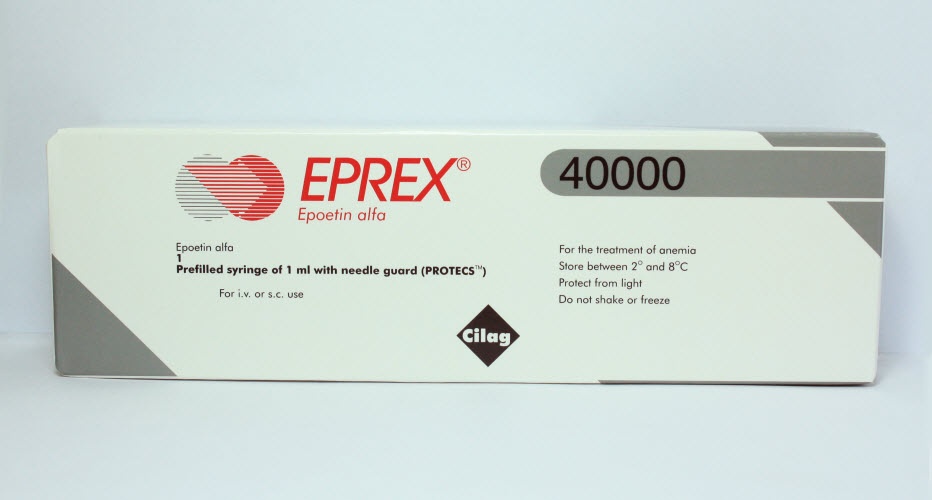 EPREX®
Epoetin alfa
40000
Epoetin alfa
1
Prefilled syringe of 1 ml with needle guard (PROTECS™)
For i.v. or s.c. use
For the treatment of anemia
Store between 2° and 8°C
Protect from light
Do not shake or freeze
Cilag